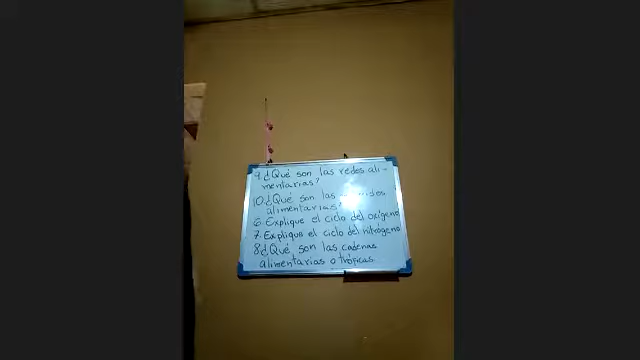 9 ¿Qué son las redes ali-
mentarias?
10 ¿Qué son las
alimentarias?
6. Explique el ciclo del oxígeno
7. Explique el ciclo del nitrógeno
8 ¿Qué son las cadenas
alimentarias o tróficas.